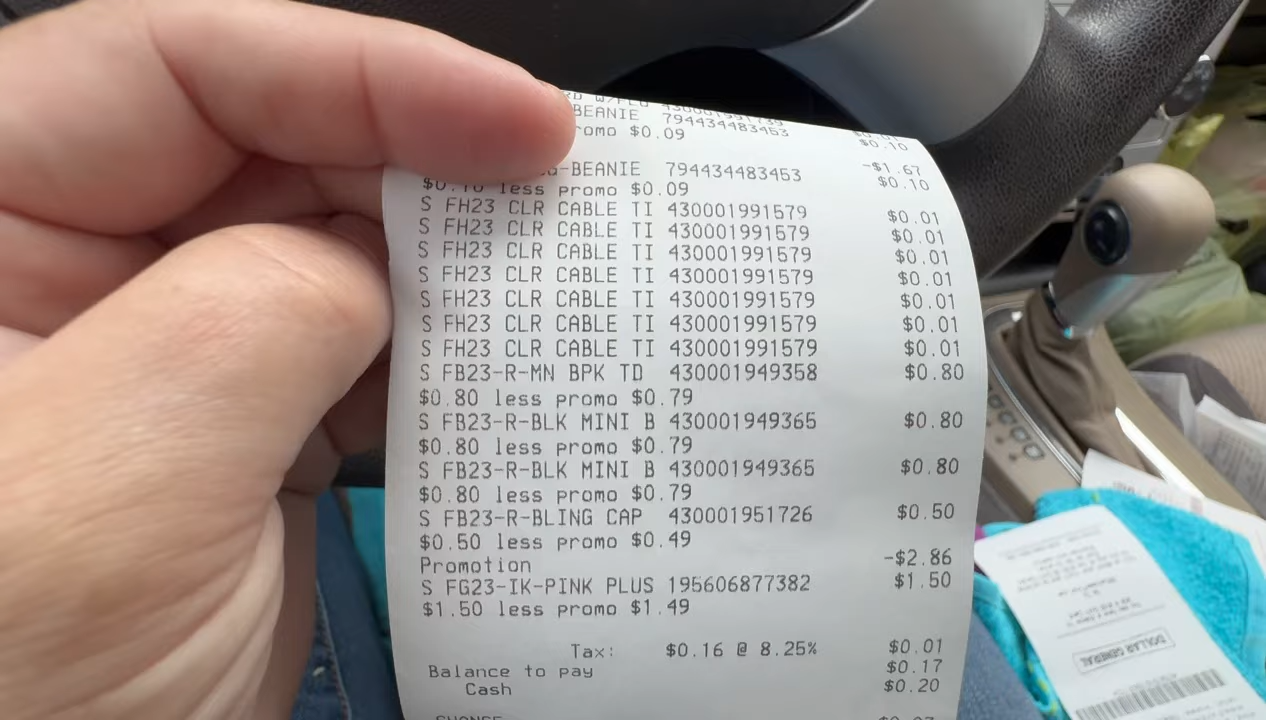 BEANIE 794434483453 $0.10
romo $0.09
-$1.67
-BEANIE 794434483453 $0.10
$0.10 less promo $0.09
S FH23 CLR CABLE TI 430001991579 $0.01
S FH23 CLR CABLE TI 430001991579 $0.01
S FH23 CLR CABLE TI 430001991579 $0.01
S FH23 CLR CABLE TI 430001991579 $0.01
S FH23 CLR CABLE TI 430001991579 $0.01
S FH23 CLR CABLE TI 430001991579 $0.01
S FH23 CLR CABLE TI 430001991579 $0.01
S FB23-R-MN BPK TD 430001949358 $0.80
$0.80 less promo $0.79
S FB23-R-BLK MINI B 430001949365 $0.80
$0.80 less promo $0.79
S FB23-R-BLK MINI B 430001949365 $0.80
$0.80 less promo $0.79
S FB23-R-BLING CAP 430001951726 $0.50
$0.50 less promo $0.49
Promotion -$2.86
S FG23-IK-PINK PLUS 195606877382 $1.50
$1.50 less promo $1.49
Tax: $0.16 @ 8.25% $0.01
Balance to pay $0.17
Cash $0.20
DOLLAR GENERAL